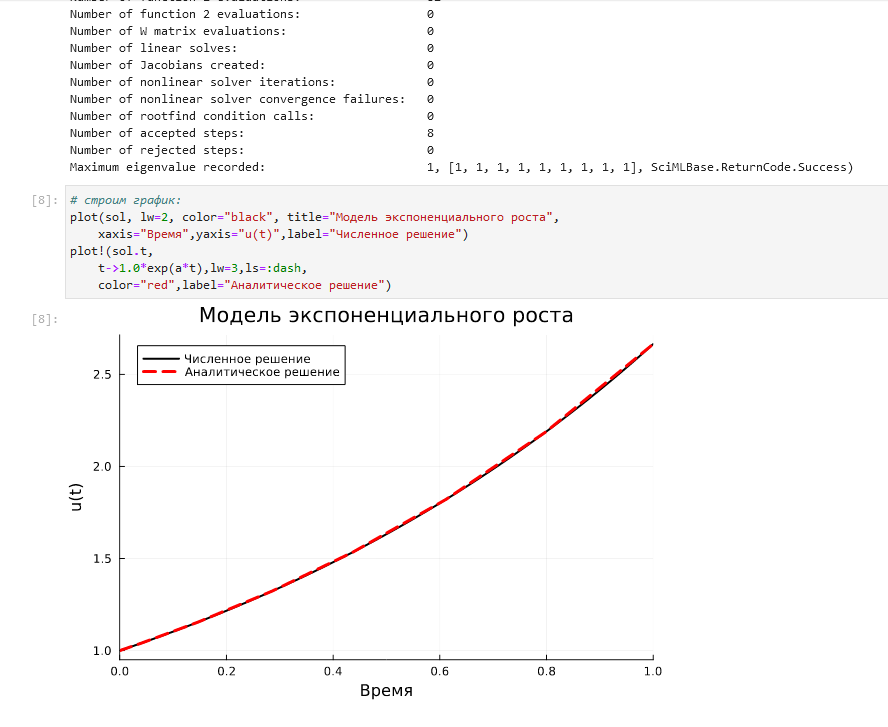 Number of function 2 evaluations: 0
Number of W matrix evaluations: 0
Number of linear solves: 0
Number of Jacobians created: 0
Number of nonlinear solver iterations: 0
Number of nonlinear solver convergence failures: 0
Number of rootfind condition calls: 0
Number of accepted steps: 8
Number of rejected steps: 0
Maximum eigenvalue recorded: 1, [1, 1, 1, 1, 1, 1, 1, 1, 1], SciMLBase.ReturnCode.Success)
[8]: # строим график:
plot(sol, lw=2, color="black", title="Модель экспоненциального роста",
xaxis="Время",yaxis="u(t)",label="Численное решение")
plot!(sol.t,
t->1.0*exp(a*t),lw=3,ls=:dash,
color="red",label="Аналитическое решение")
[8]:
Модель экспоненциального роста
Численное решение
Аналитическое решение
2.5
2.0
1.5
1.0
u(t)
0.0 0.2 0.4 0.6 0.8 1.0
Время